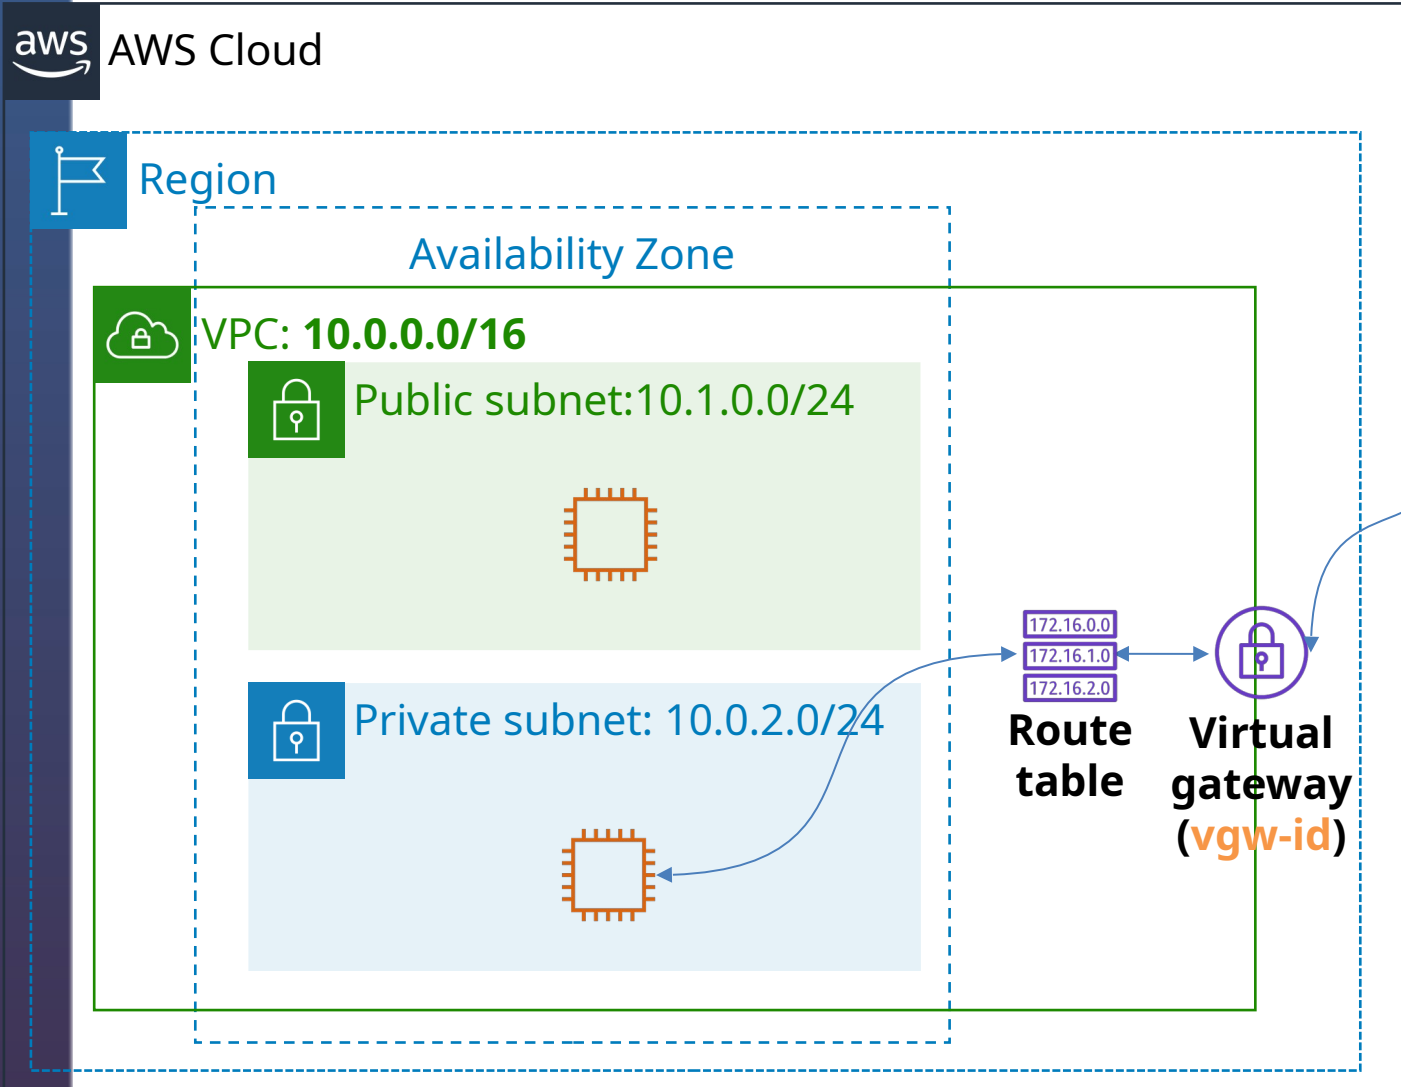 aws
AWS Cloud
Region
Availability Zone
VPC: 10.0.0.0/16
Public subnet:10.1.0.0/24
172.16.0.0
172.16.1.0
172.16.2.0
Private subnet: 10.0.2.0/24
Route
table
Virtual
gateway
(vgw-id)